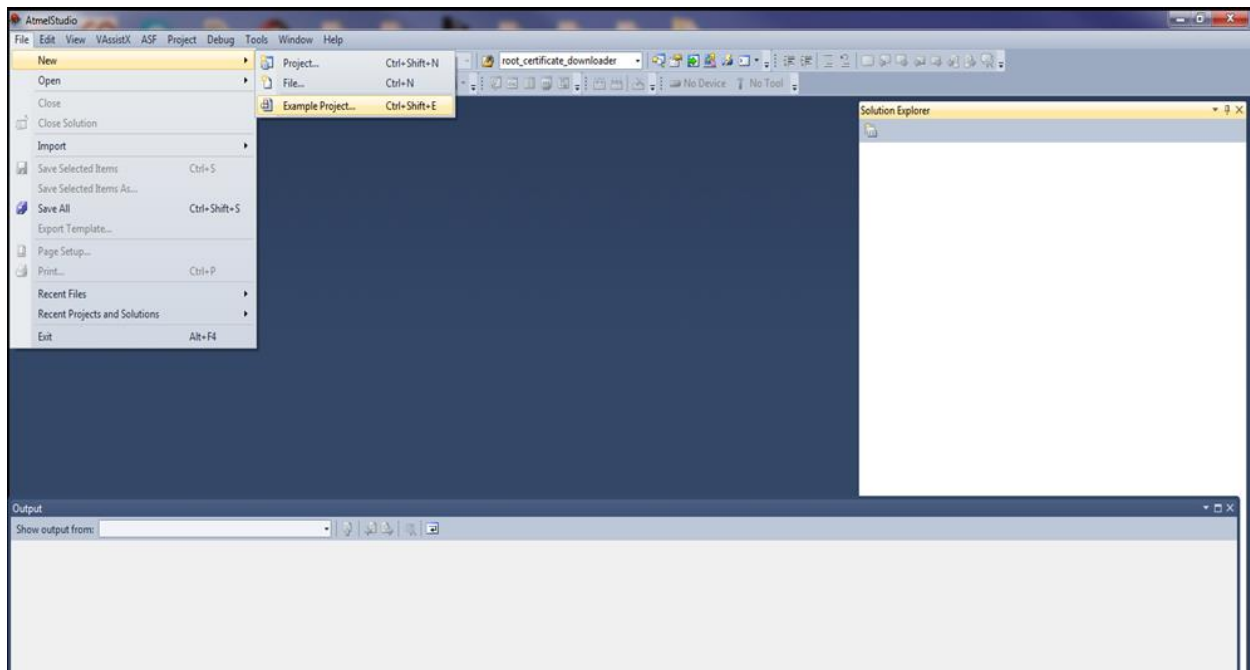 AtmelStudio
File Edit View VAssistX ASF Project Debug Tools Window Help
New
Project... Ctrl+Shift+N
root_certificate_downloader
Open
File... Ctrl+N
No Device No Tool
Close
Example Project... Ctrl+Shift+E
Solution Explorer
Close Solution
Import
Save Selected Items Ctrl+S
Save Selected Items As...
Save All Ctrl+Shift+S
Export Template...
Page Setup...
Print... Ctrl+P
Recent Files
Recent Projects and Solutions
Exit Alt+F4
Output
Show output from: